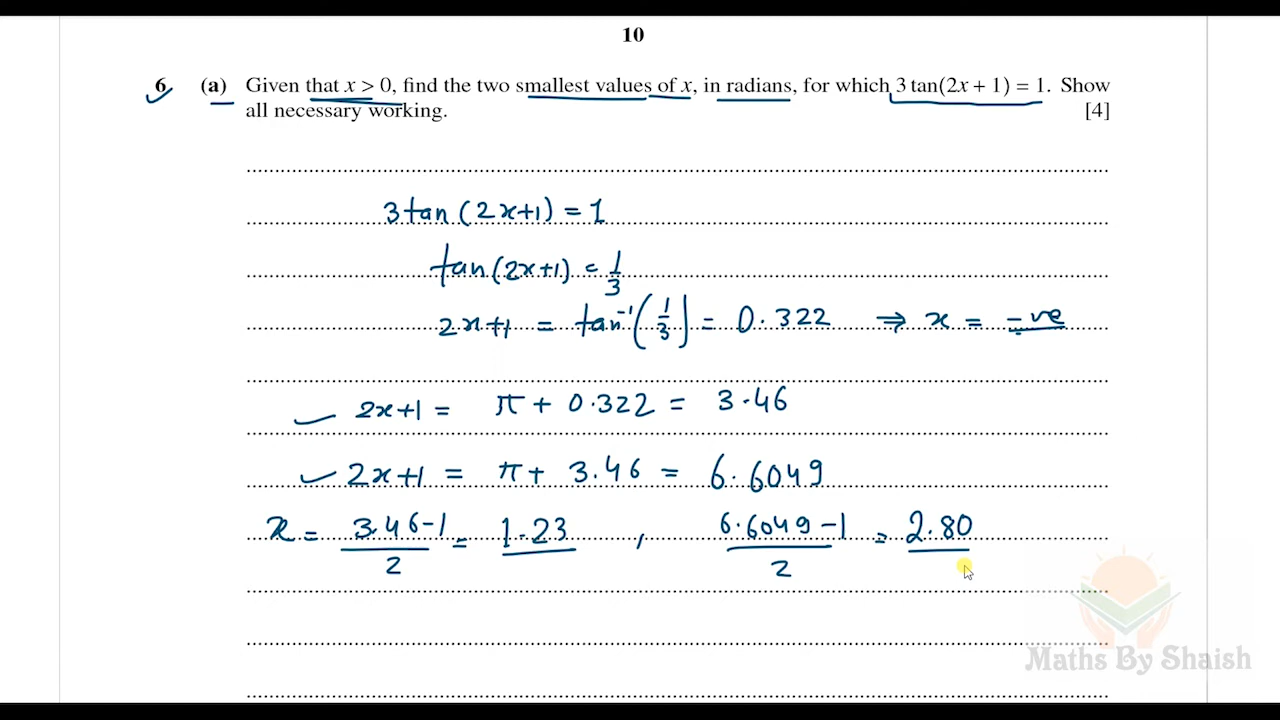 10
6 (a) Given that x > 0, find the two smallest values of x, in radians, for which 3 tan(2x + 1) = 1. Show
all necessary working. [4]
3tan(2x+1) = 1
tan(2x+1) = 1/3
2x+1 = tan⁻¹(1/3) = 0.322 ⇒ x = -ve
2x+1 = π + 0.322 = 3.46
2x+1 = π + 3.46 = 6.6049
x = (3.46-1)/2 = 1.23 , (6.6049-1)/2 = 2.80
Maths By Shaish